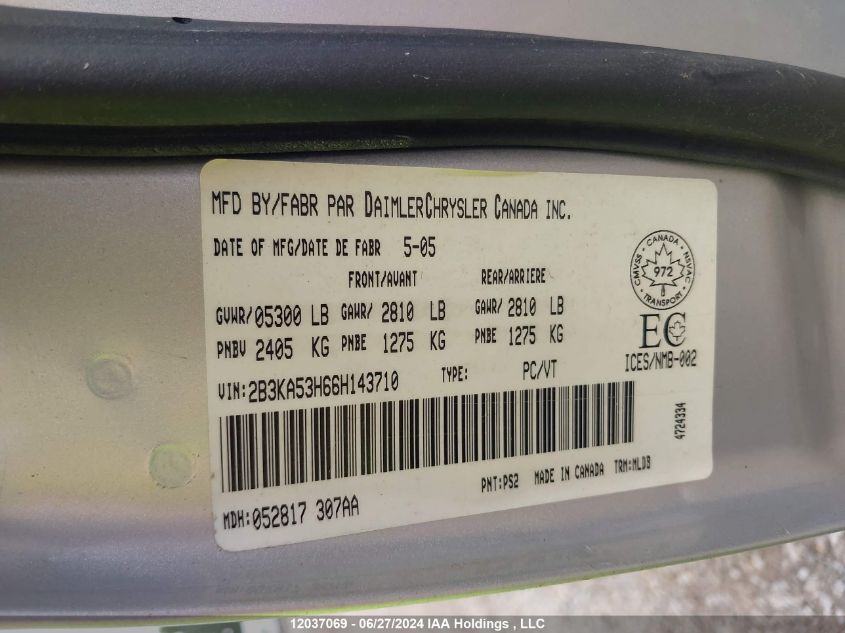 MFD BY/FABR PAR DAIMLERCHRYSLER CANADA INC.
DATE OF MFG/DATE DE FABR 5-05
FRONT/AVANT REAR/ARRIERE
GVWR/05300 LB GAWR/ 2810 LB GAWR/ 2810 LB
PNBV 2405 KG PNBE 1275 KG PNBE 1275 KG
VIN:2B3KA53H66H143710 TYPE: PC/VT
CMVSS · CANADA · NSVAC
972
TRANSPORT
EC
ICES/NMB-002
4724334
PNT:PS2 MADE IN CANADA TRM:MLD3
MDH:052817 307AA
12037069 - 06/27/2024 IAA Holdings , LLC